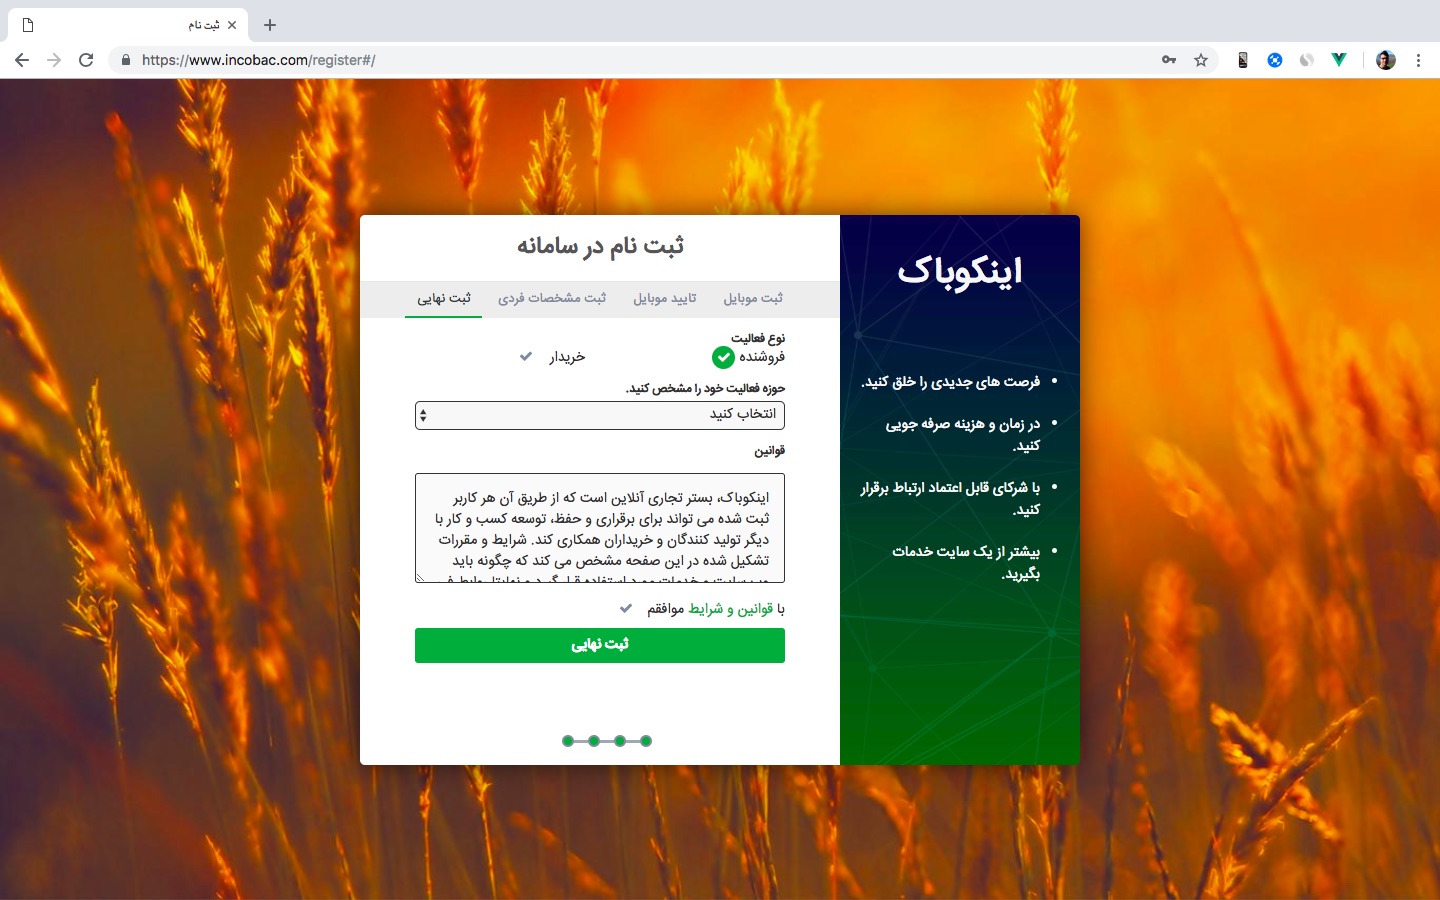 ثبت نام
https://www.incobac.com/register#/
ثبت نام در سامانه
ثبت موبایل
تایید موبایل
ثبت مشخصات فردی
ثبت نهایی
نوع فعالیت
فروشنده
خریدار
حوزه فعالیت خود را مشخص کنید.
انتخاب کنید
قوانین
اینکوباک، بستر تجاری آنلاین است که از طریق آن هر کاربر
ثبت شده می تواند برای برقراری و حفظ، توسعه کسب و کار با
دیگر تولید کنندگان و خریداران همکاری کند. شرایط و مقررات
تشکیل شده در این صفحه مشخص می کند که چگونه باید
با قوانین و شرایط موافقم
ثبت نهایی
اینکوباک
فرصت های جدیدی را خلق کنید.
در زمان و هزینه صرفه جویی
کنید.
با شرکای قابل اعتماد ارتباط برقرار
کنید.
بیشتر از یک سایت خدمات
بگیرید.